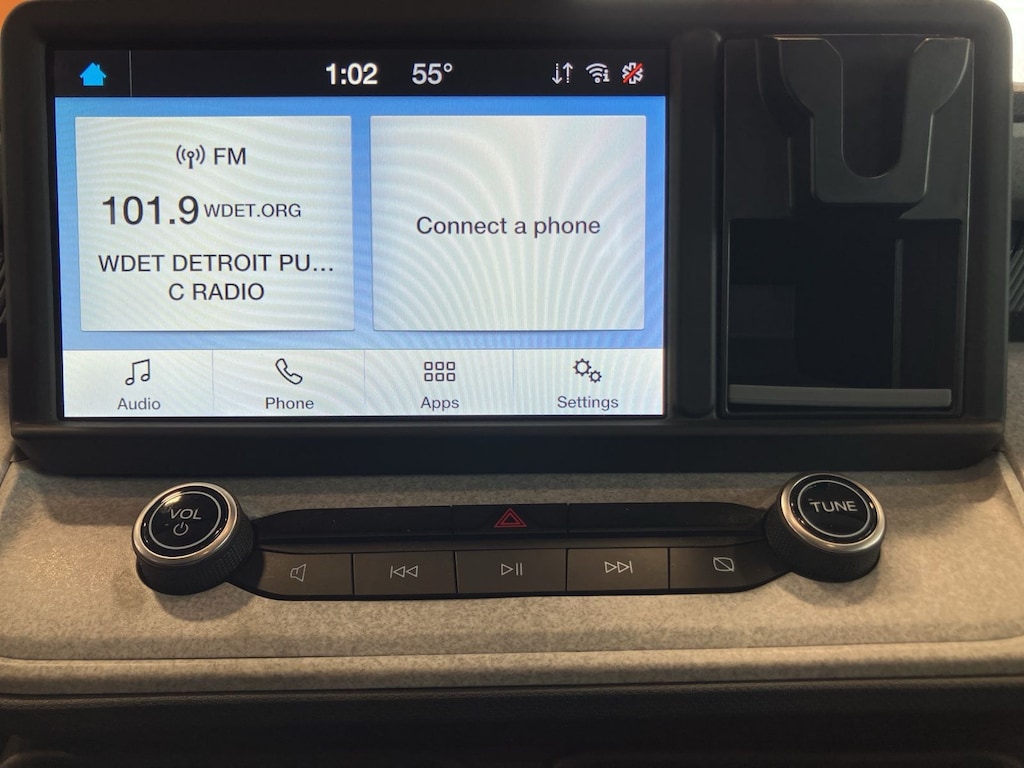 1:02 55°
FM
101.9 WDET.ORG
WDET DETROIT PU...
C RADIO
Connect a phone
Audio Phone Apps Settings
VOL
TUNE